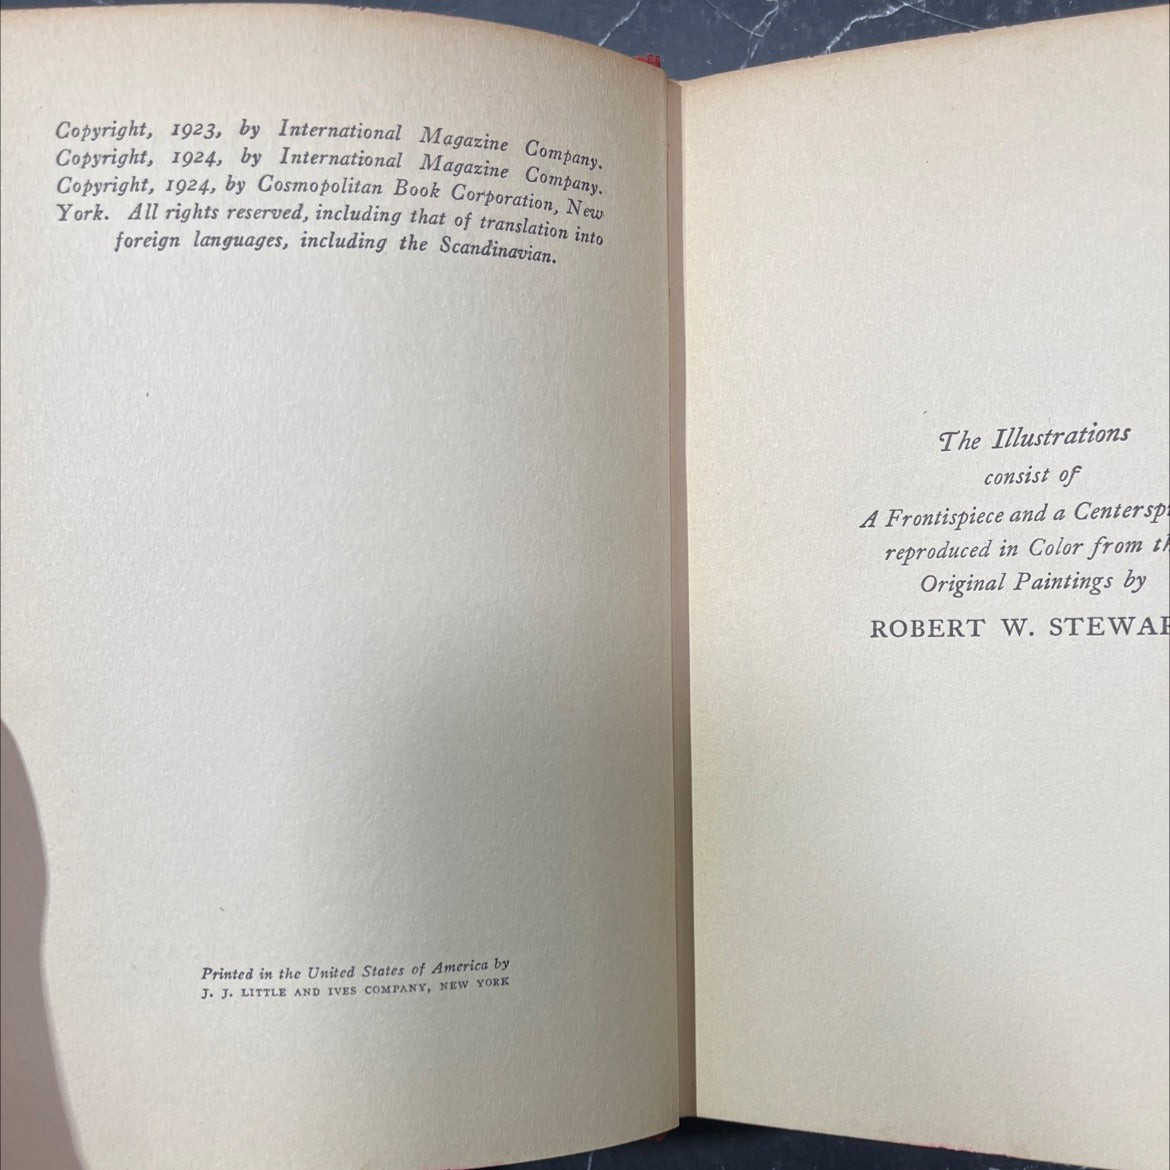 Copyright, 1923, by International Magazine Company.
Copyright, 1924, by International Magazine Company.
Copyright, 1924, by Cosmopolitan Book Corporation, New
York. All rights reserved, including that of translation into
foreign languages, including the Scandinavian.
Printed in the United States of America by
J. J. LITTLE AND IVES COMPANY, NEW YORK
The Illustrations
consist of
A Frontispiece and a
reproduced in Color from
Original Paintings by
ROBERT W.